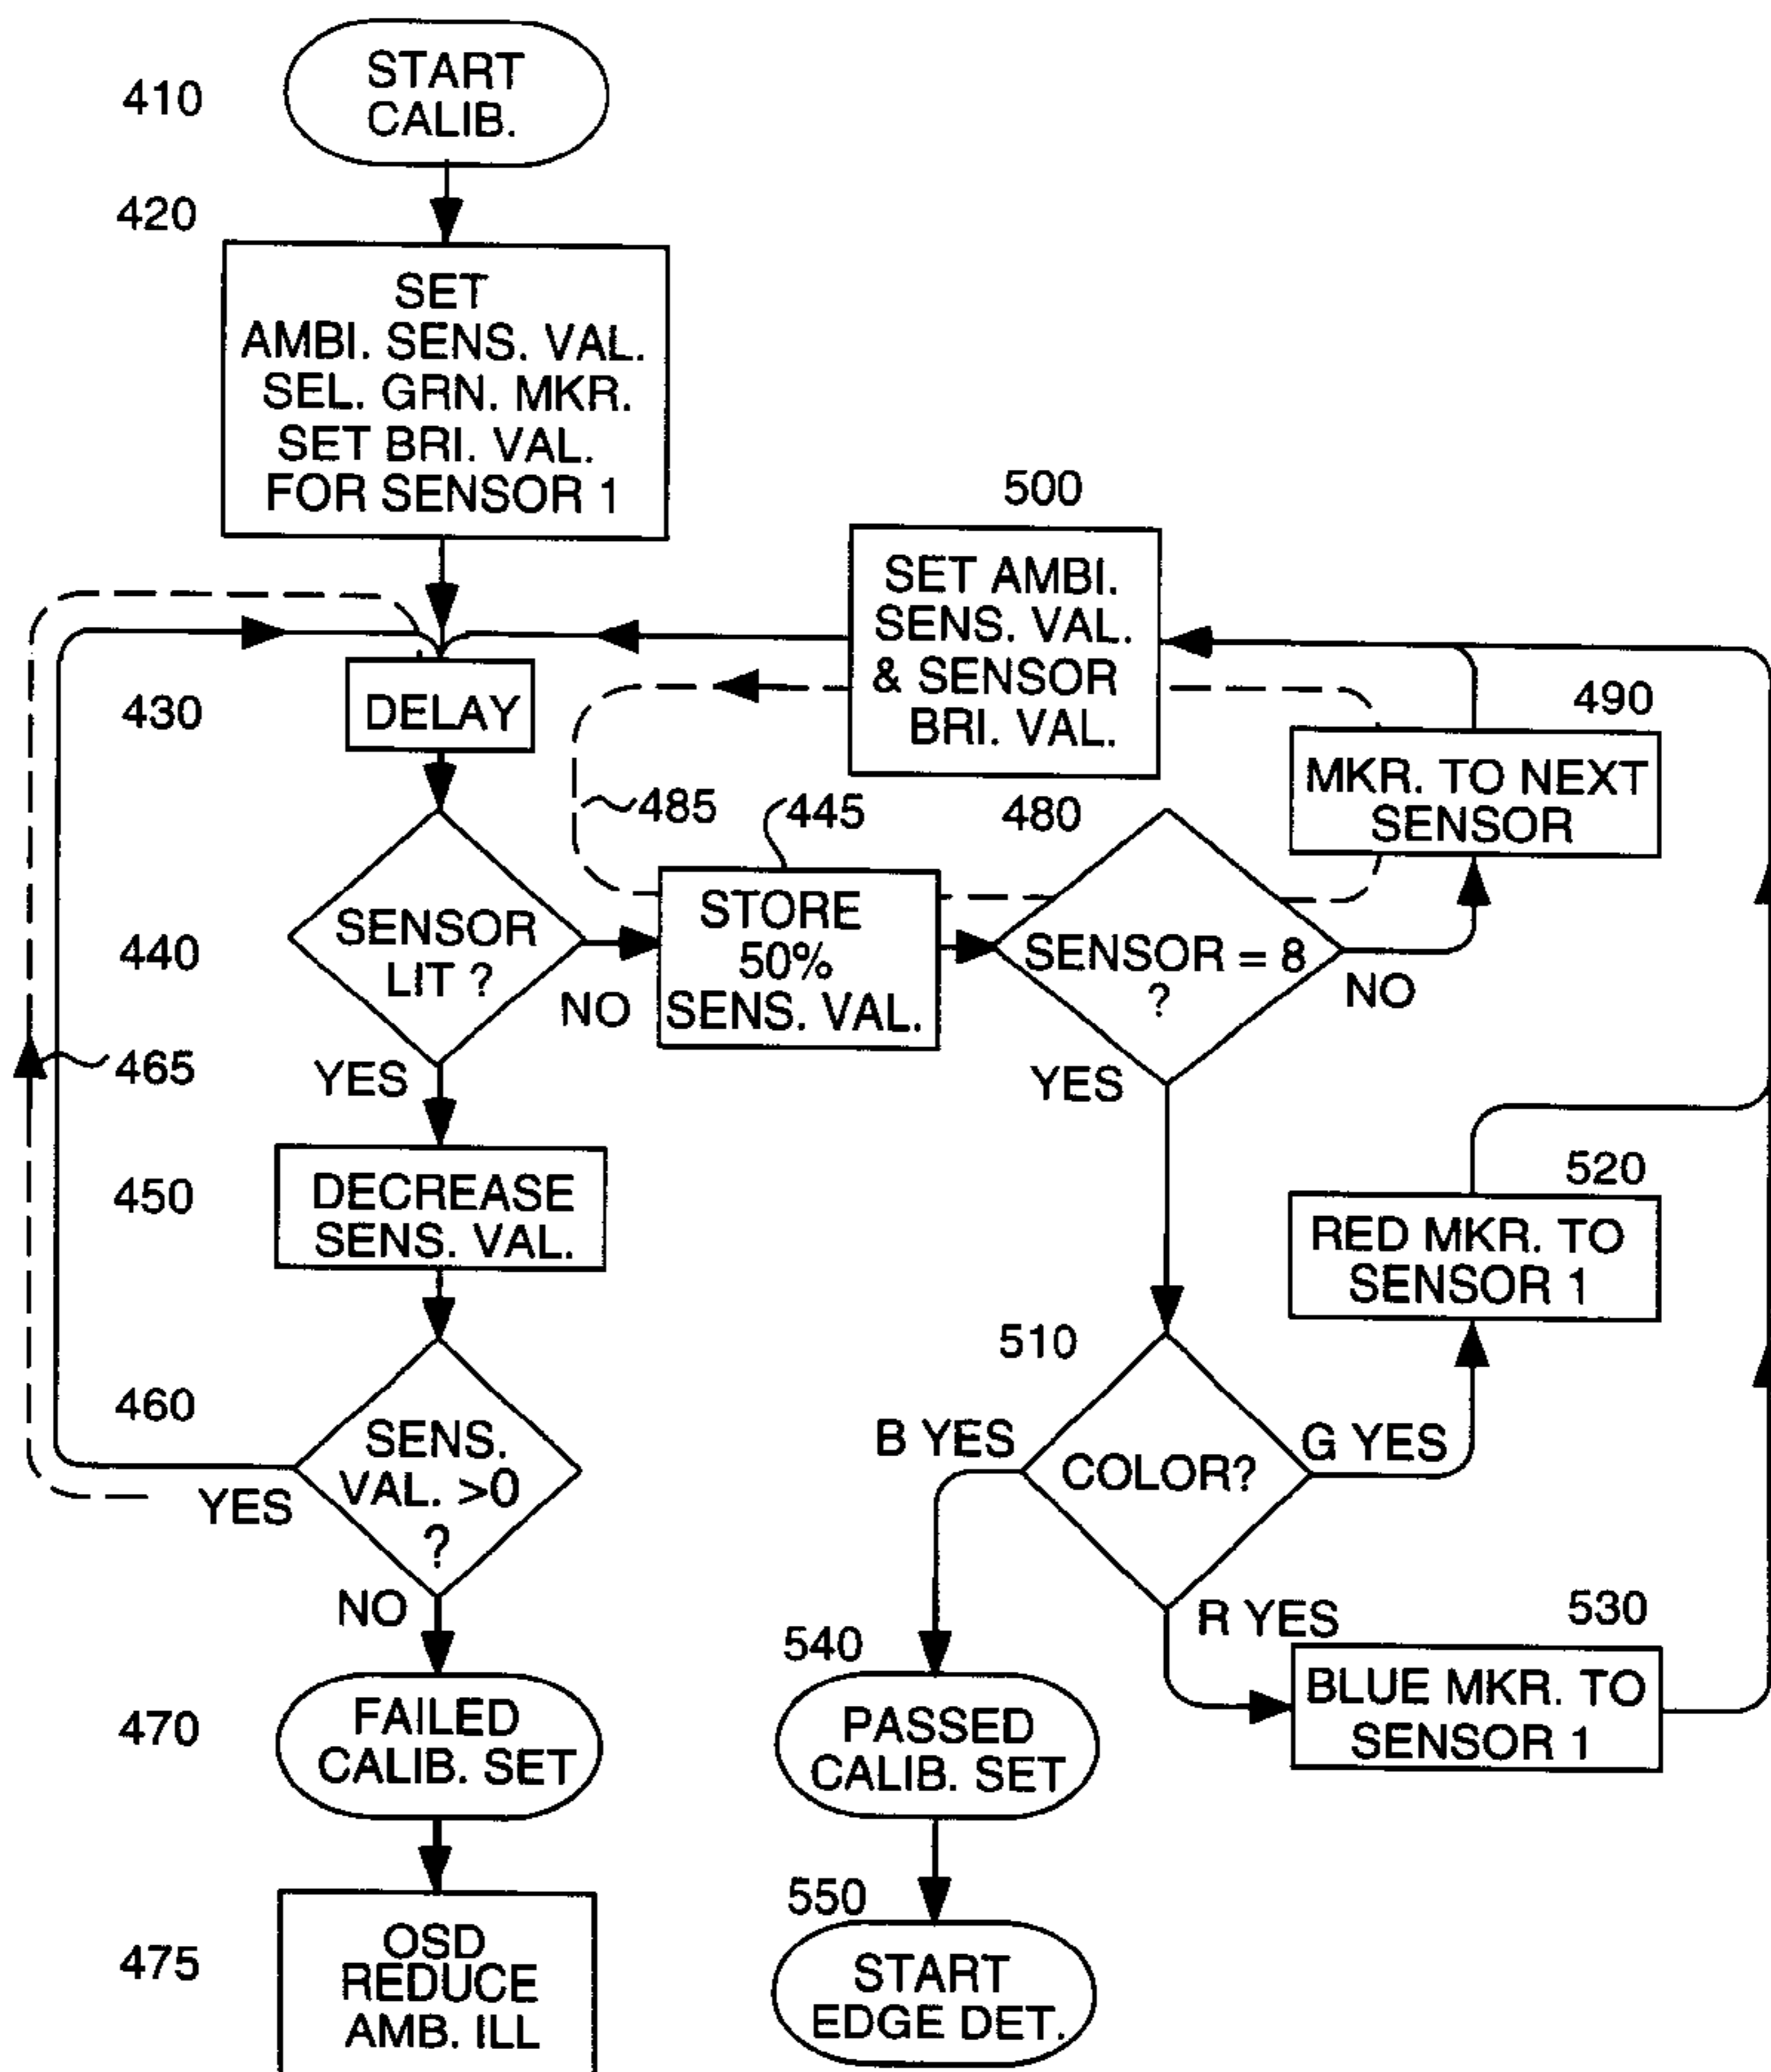 410
START
CALIB.
420
SET
AMBI. SENS. VAL.
SEL. GRN. MKR.
SET BRI. VAL.
FOR SENSOR 1
500
SET AMBI.
SENS. VAL.
& SENSOR
BRI. VAL.
430
DELAY
490
MKR. TO NEXT
SENSOR
485
445
480
440
SENSOR
LIT ?
NO
STORE
50%
SENS. VAL.
SENSOR = 8
?
NO
465
YES
YES
450
DECREASE
SENS. VAL.
520
RED MKR. TO
SENSOR 1
460
SENS.
VAL. >0
?
YES
NO
510
B YES
COLOR?
G YES
R YES
530
BLUE MKR. TO
SENSOR 1
470
FAILED
CALIB. SET
540
PASSED
CALIB. SET
475
OSD
REDUCE
AMB. ILL
550
START
EDGE DET.